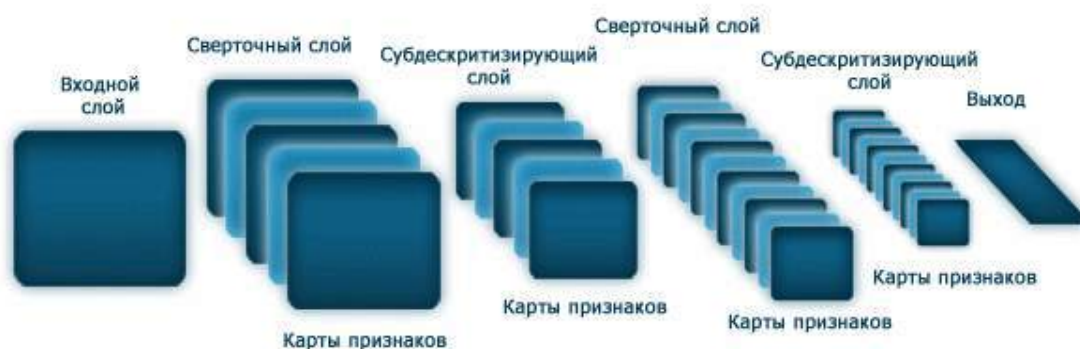 Входной
слой
Сверточный слой
Субдескритизирующий
слой
Сверточный слой
Субдескритизирующий
слой
Выход
Карты признаков
Карты признаков
Карты признаков
Карты признаков